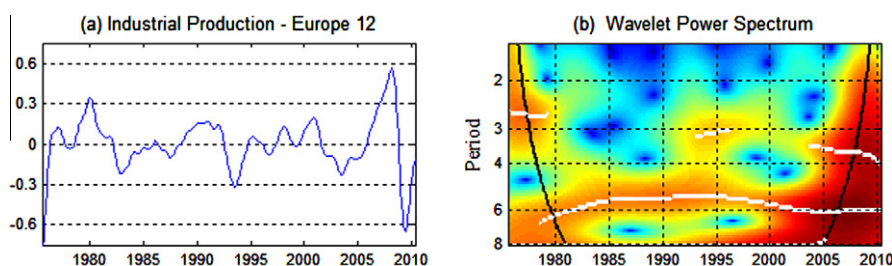 (a) Industrial Production - Europe 12
0.6
0.3
0
-0.3
-0.6
1980 1985 1990 1995 2000 2005 2010
(b) Wavelet Power Spectrum
Period
2
3
4
6
8
1980 1985 1990 1995 2000 2005 2010